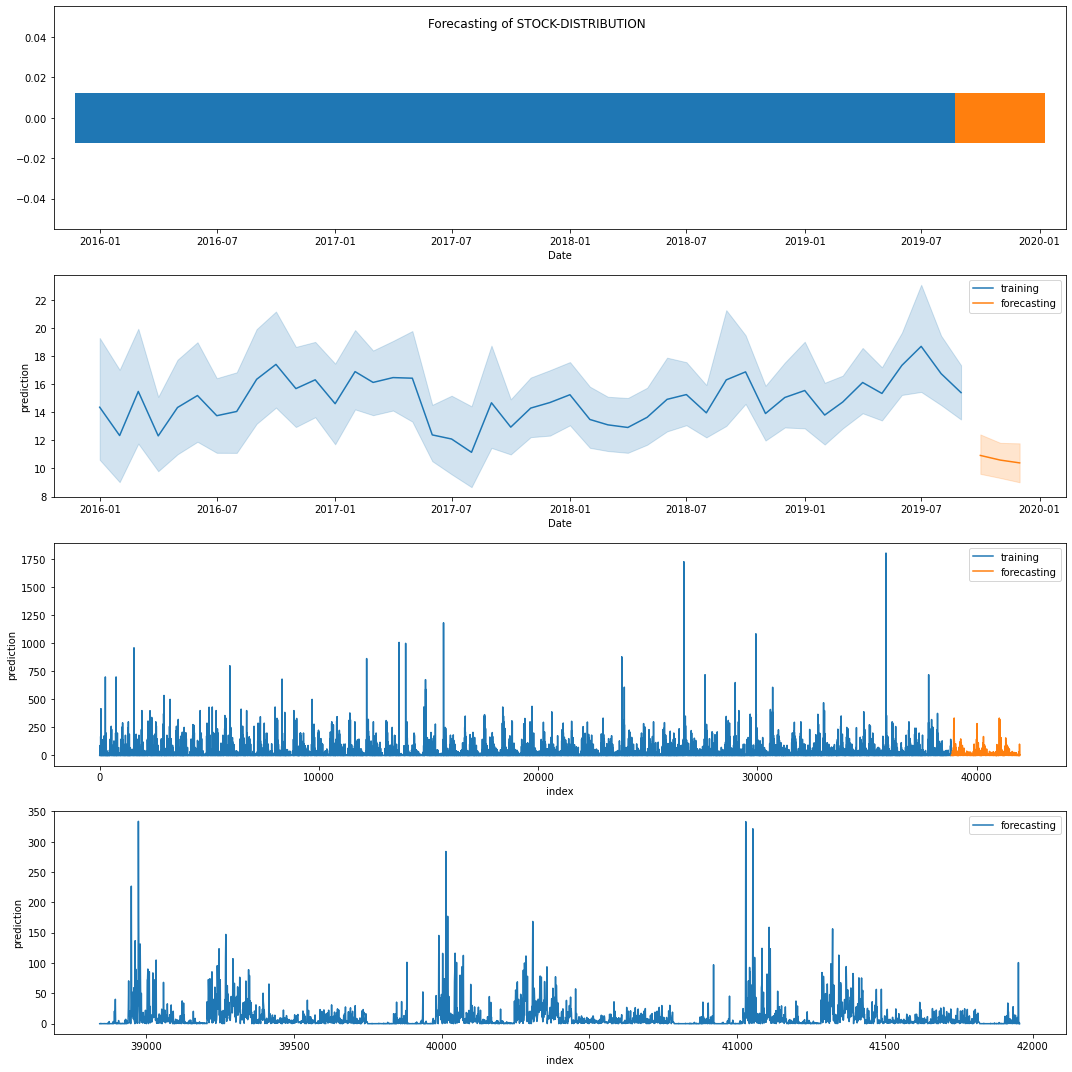 Forecasting of STOCK-DISTRIBUTION
0.04
0.02
0.00
−0.02
−0.04
2016-01 2016-07 2017-01 2017-07 2018-01 2018-07 2019-01 2019-07 2020-01
Date
training
forecasting
22
20
18
16
14
12
10
8
prediction
2016-01 2016-07 2017-01 2017-07 2018-01 2018-07 2019-01 2019-07 2020-01
Date
training
forecasting
1750
1500
1250
1000
750
500
250
0
prediction
0 10000 20000 30000 40000
index
forecasting
350
300
250
200
150
100
50
0
prediction
39000 39500 40000 40500 41000 41500 42000
index